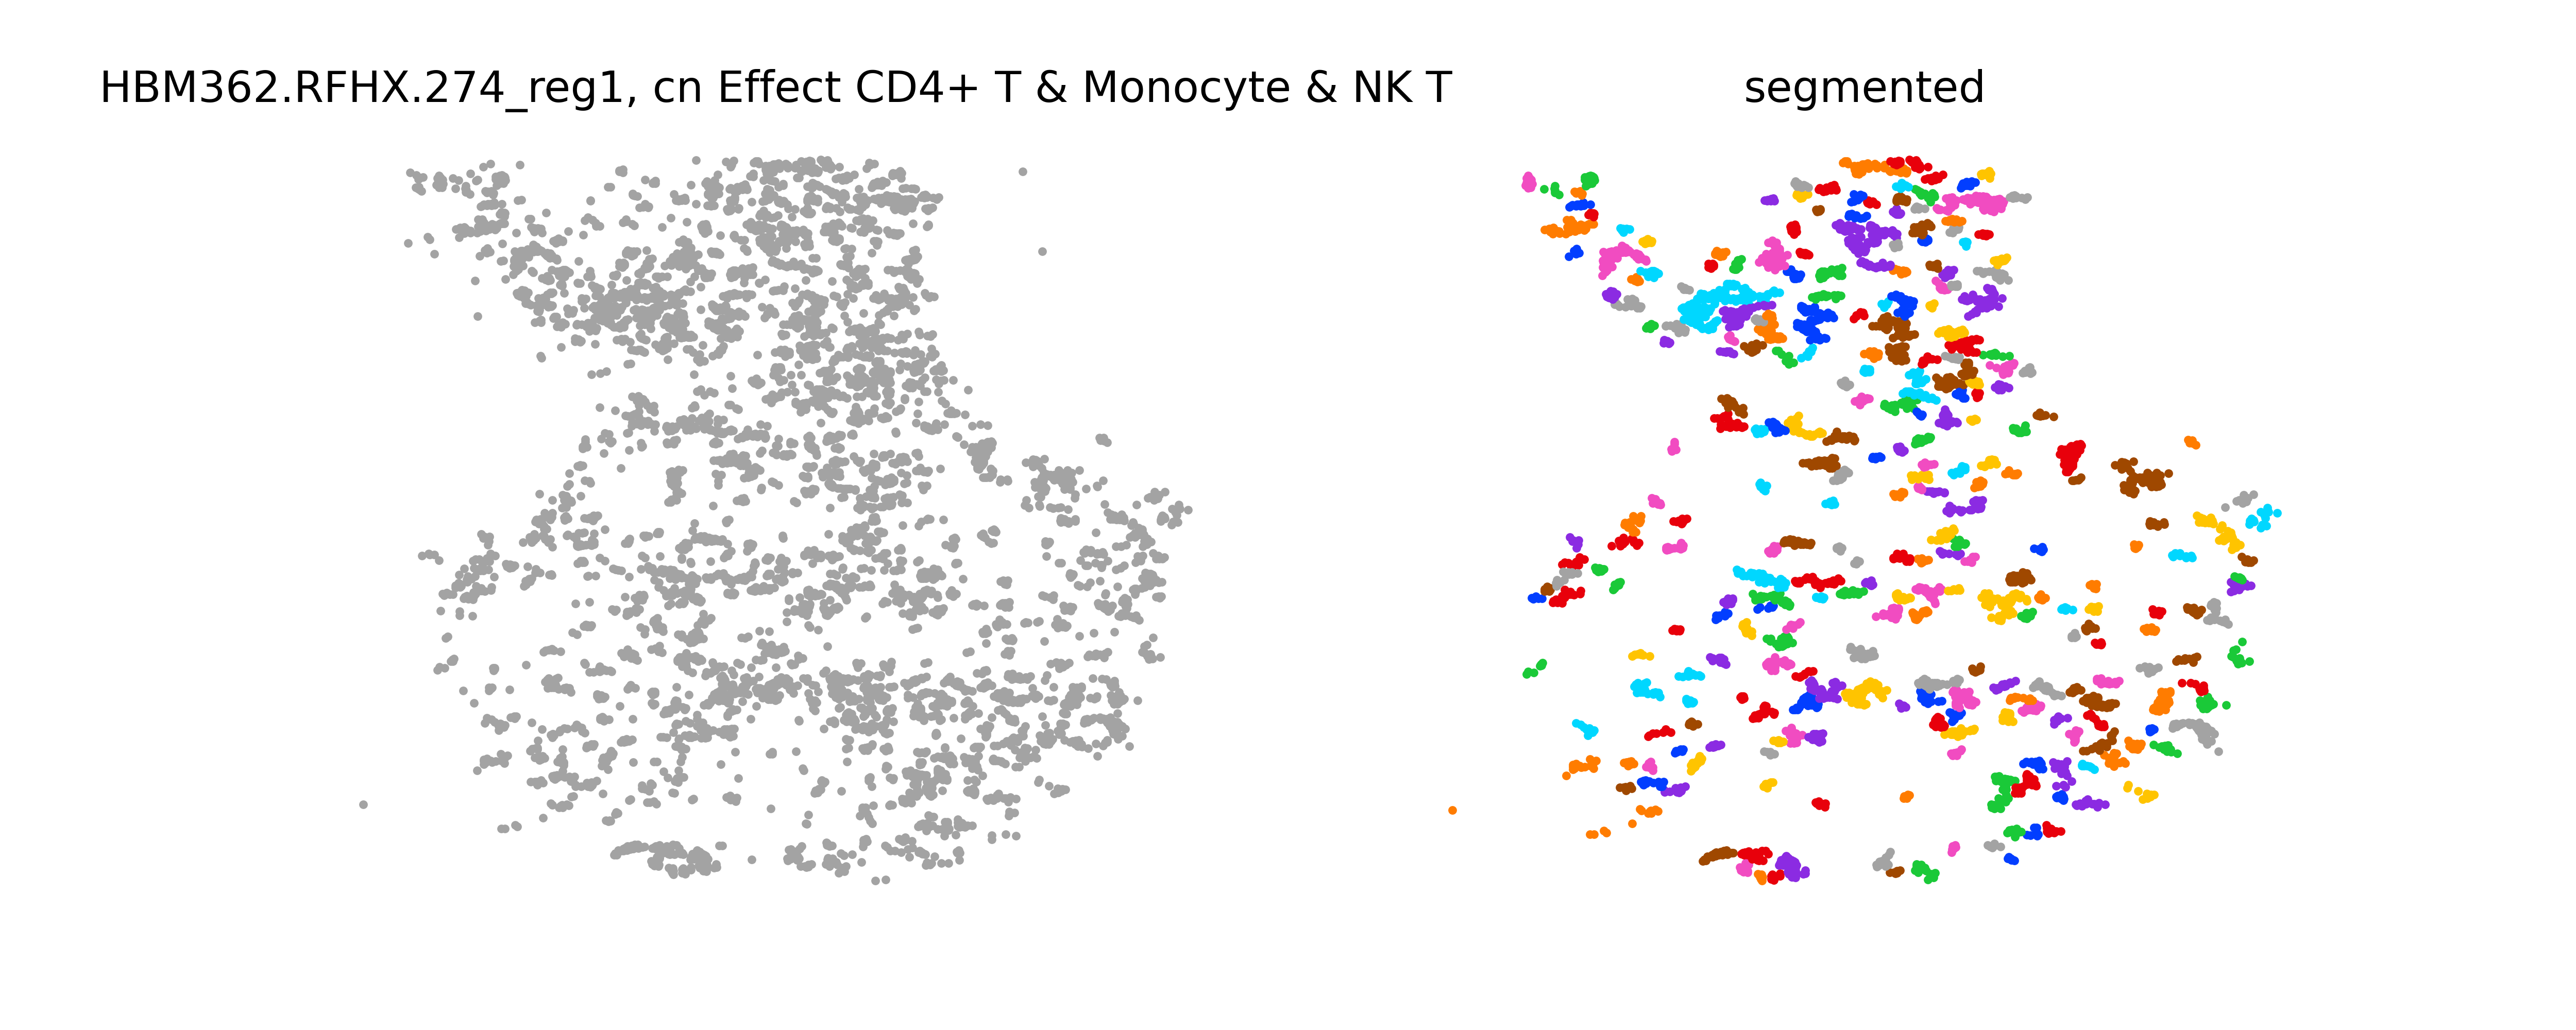 HBM362.RFHX.274_reg1, cn Effect CD4+ T & Monocyte & NK T
segmented